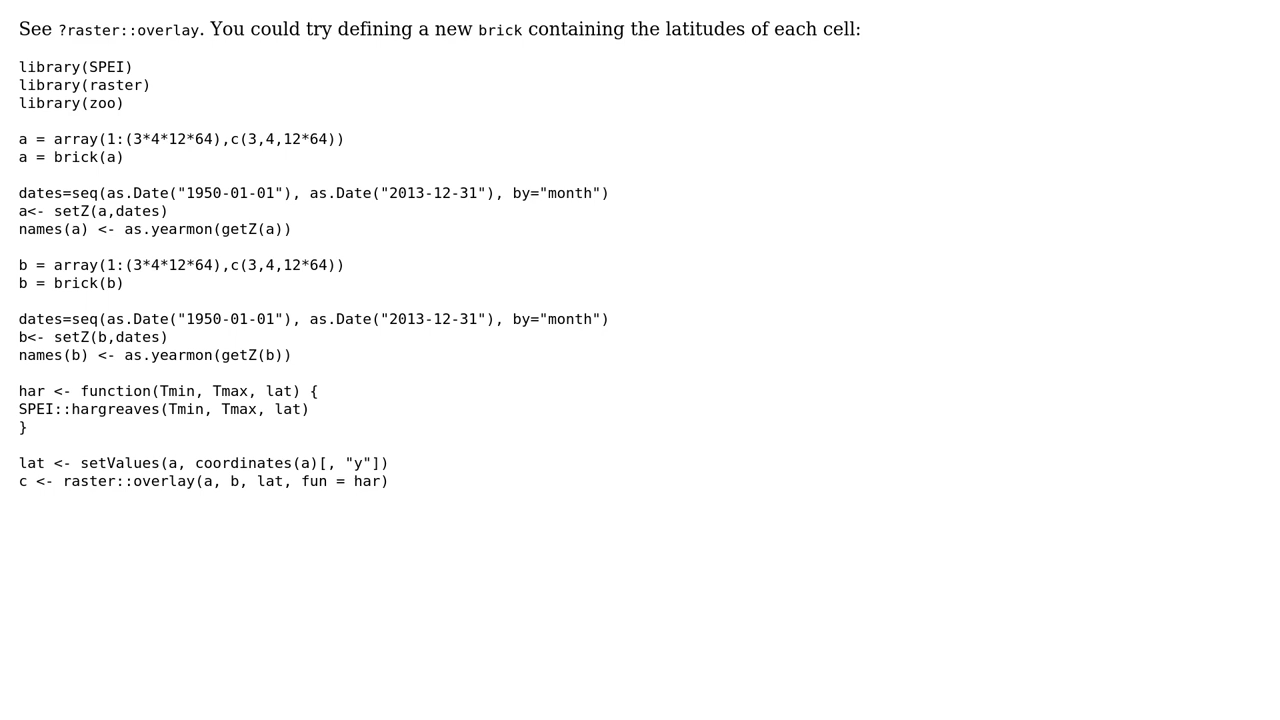 See ?raster::overlay. You could try defining a new brick containing the latitudes of each cell:
library(SPEI)
library(raster)
library(zoo)
a = array(1:(3*4*12*64),c(3,4,12*64))
a = brick(a)
dates=seq(as.Date("1950-01-01"), as.Date("2013-12-31"), by="month")
a<- setZ(a,dates)
names(a) <- as.yearmon(getZ(a))
b = array(1:(3*4*12*64),c(3,4,12*64))
b = brick(b)
dates=seq(as.Date("1950-01-01"), as.Date("2013-12-31"), by="month")
b<- setZ(b,dates)
names(b) <- as.yearmon(getZ(b))
har <- function(Tmin, Tmax, lat) {
SPEI::hargreaves(Tmin, Tmax, lat)
}
lat <- setValues(a, coordinates(a)[, "y"])
c <- raster::overlay(a, b, lat, fun = har)